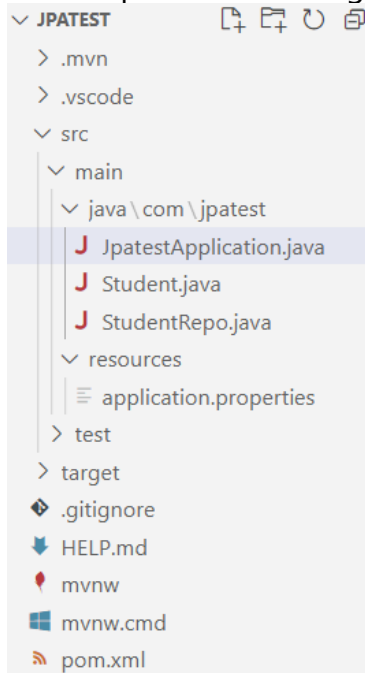 JPATEST
.mvn
.vscode
src
main
java\com\jpatest
J JpatestApplication.java
J Student.java
J StudentRepo.java
resources
application.properties
test
target
.gitignore
HELP.md
mvnw
mvnw.cmd
pom.xml